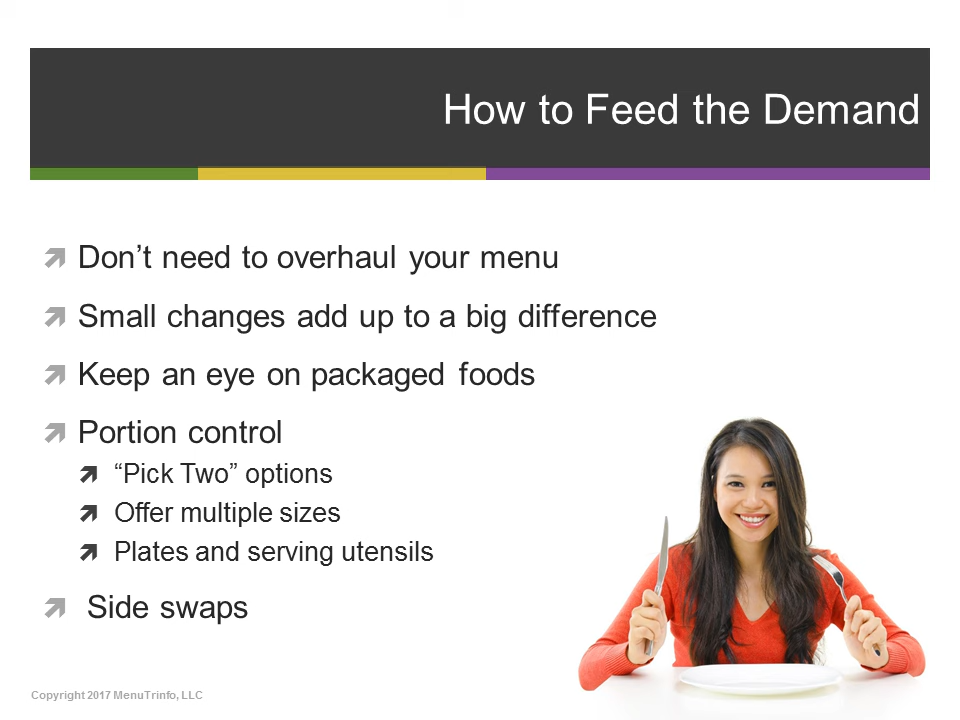 How to Feed the Demand
Don’t need to overhaul your menu
Small changes add up to a big difference
Keep an eye on packaged foods
Portion control
“Pick Two” options
Offer multiple sizes
Plates and serving utensils
Side swaps
Copyright 2017 MenuTrinfo, LLC